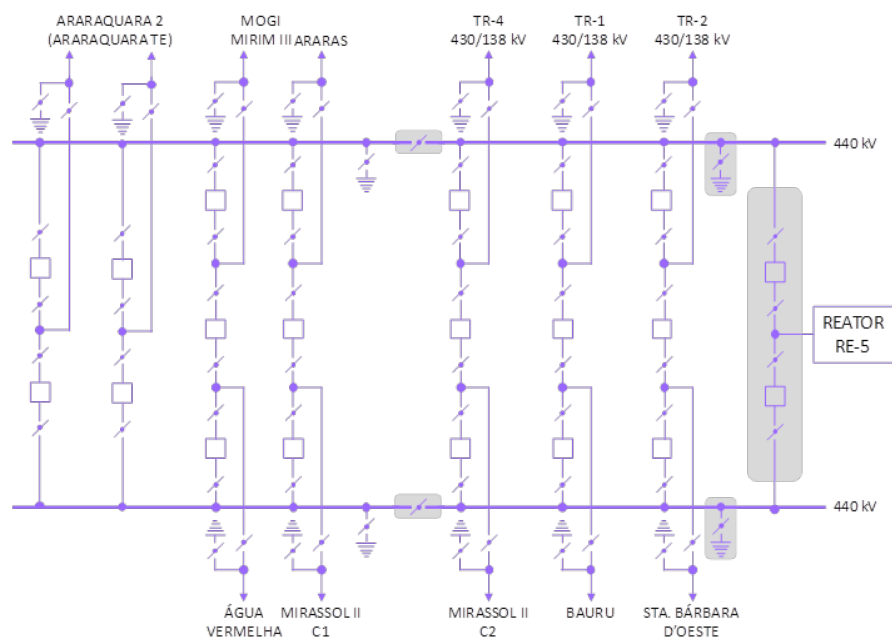 ARARAQUARA 2
(ARARAQUARATE)
MOGI
MIRIM III
ARARAS
TR-4
430/138 kV
TR-1
430/138 kV
TR-2
430/138 kV
440 kV
REATOR
RE-5
440 kV
ÁGUA
VERMELHA
MIRASSOL II
C1
MIRASSOL II
C2
BAURU
STA. BÁRBARA
D'OESTE